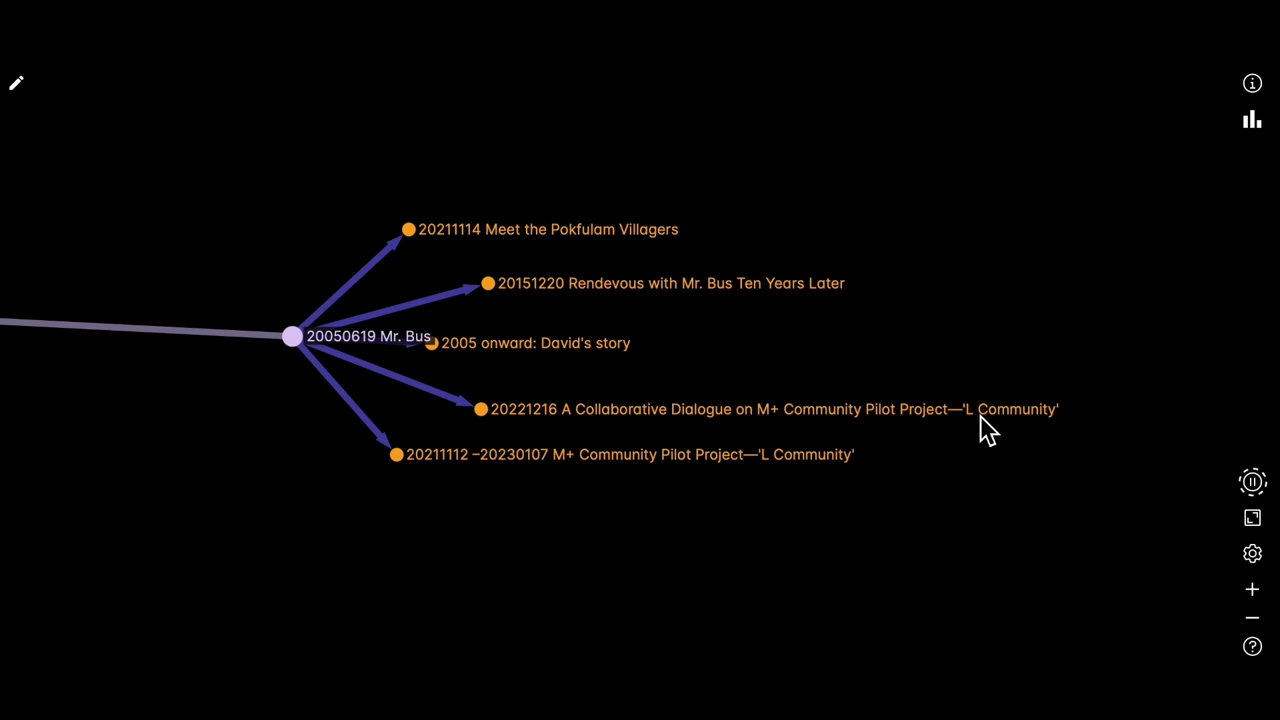 20211114 Meet the Pokfulam Villagers
20151220 Rendevous with Mr. Bus Ten Years Later
20050619 Mr. Bus
2005 onward: David's story
20221216 A Collaborative Dialogue on M+ Community Pilot Project—'L Community'
20211112 –20230107 M+ Community Pilot Project—'L Community'